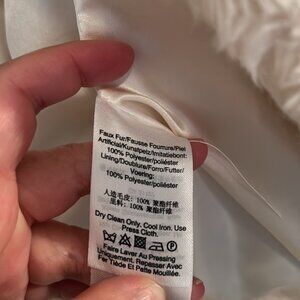 Faux Fur/Fausse Fourrure/Piel
Artificial/Kunstpelz/Imitatiebont:
100% Polyester/poliéster
Lining/Doublure/Forro/Futter/
Voering:
100% Polyester/poliéster
人造毛皮: 100% 聚酯纤维
里料: 100% 聚酯纤维
Dry Clean Only. Cool Iron. Use
Press Cloth.
Faire Laver Au Pressing
Uniquement. Repasser Au
Fer Tiède Et Patte Mouillée.